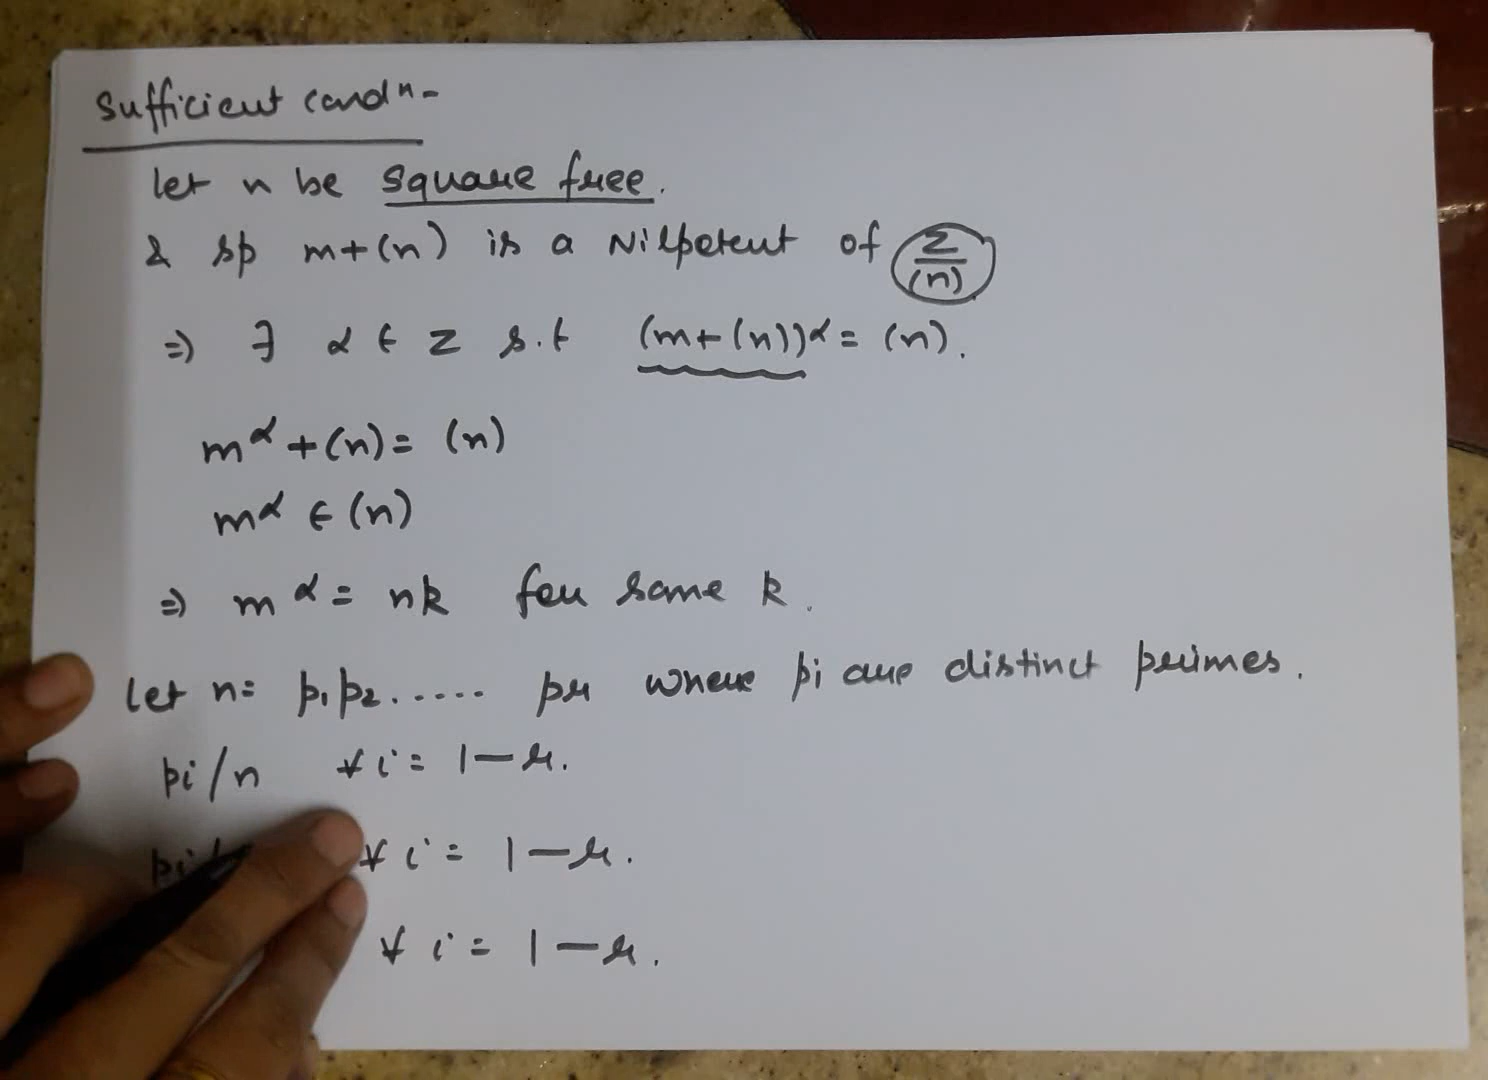 Sufficient condⁿ-
let n be square free.
& sp m+(n) is a Nilpotent of Z/(n)
=) ∃ α ∈ Z s.t (m+(n))α = (n).
m^α + (n) = (n)
m^α ∈ (n)
=) m^α = nk for some k.
let n = p₁p₂..... pr where pi are distinct primes.
pi/n ∀ i = 1 — r.
pi/ ∀ i = 1 — r.
∀ i = 1 — r.